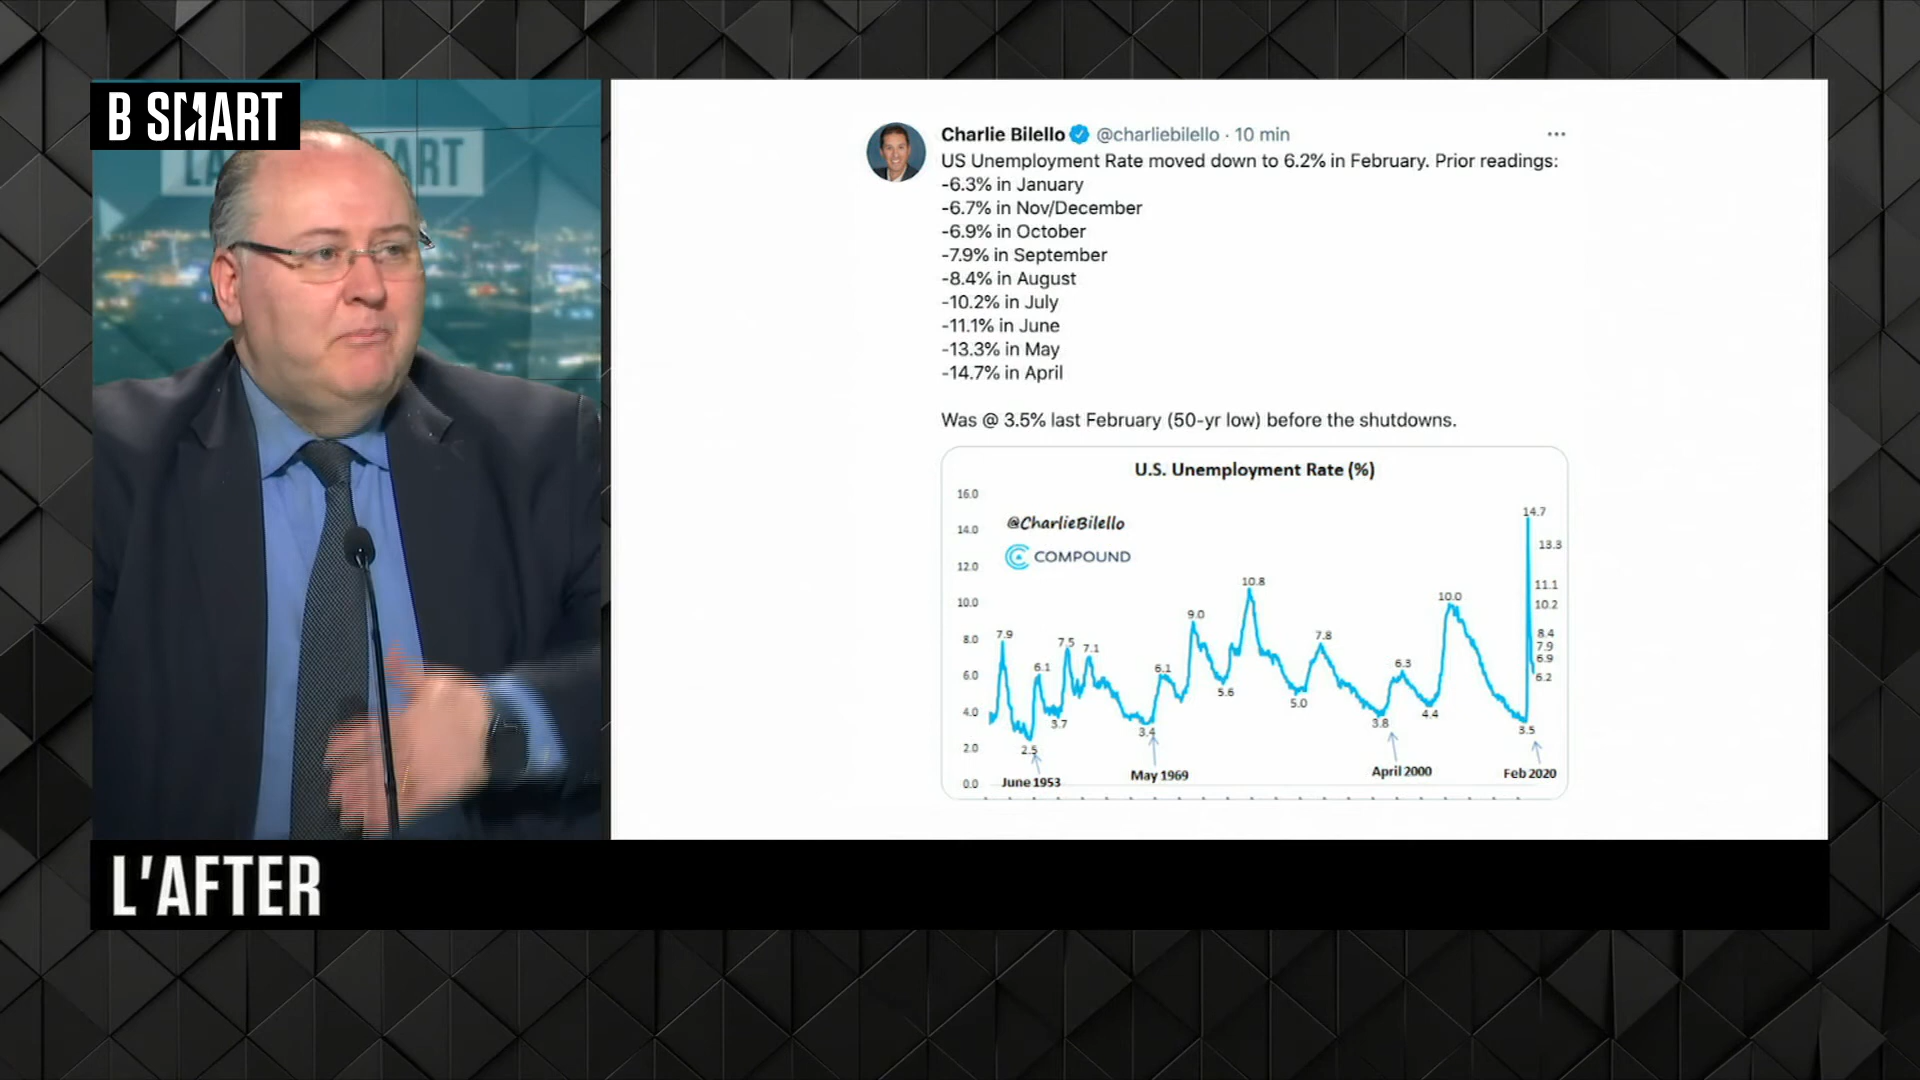 B SMART
Charlie Bilello @charliebilello · 10 min
US Unemployment Rate moved down to 6.2% in February. Prior readings:
-6.3% in January
-6.7% in Nov/December
-6.9% in October
-7.9% in September
-8.4% in August
-10.2% in July
-11.1% in June
-13.3% in May
-14.7% in April
Was @ 3.5% last February (50-yr low) before the shutdowns.
U.S. Unemployment Rate (%)
@CharlieBilello
COMPOUND
16.0
14.0
12.0
10.0
8.0
6.0
4.0
2.0
0.0
7.9
2.5
6.1
3.7
7.5
7.1
3.4
6.1
9.0
5.6
10.8
5.0
7.8
3.8
6.3
4.4
10.0
3.5
14.7
13.3
11.1
10.2
8.4
7.9
6.9
6.2
June 1953
May 1969
April 2000
Feb 2020
L'AFTER